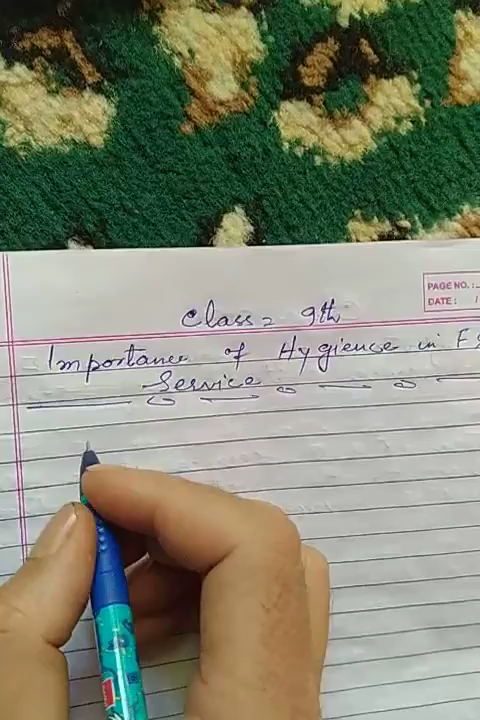 PAGE NO.:
DATE: /
Class = 9th
Importance of Hygience in
Service